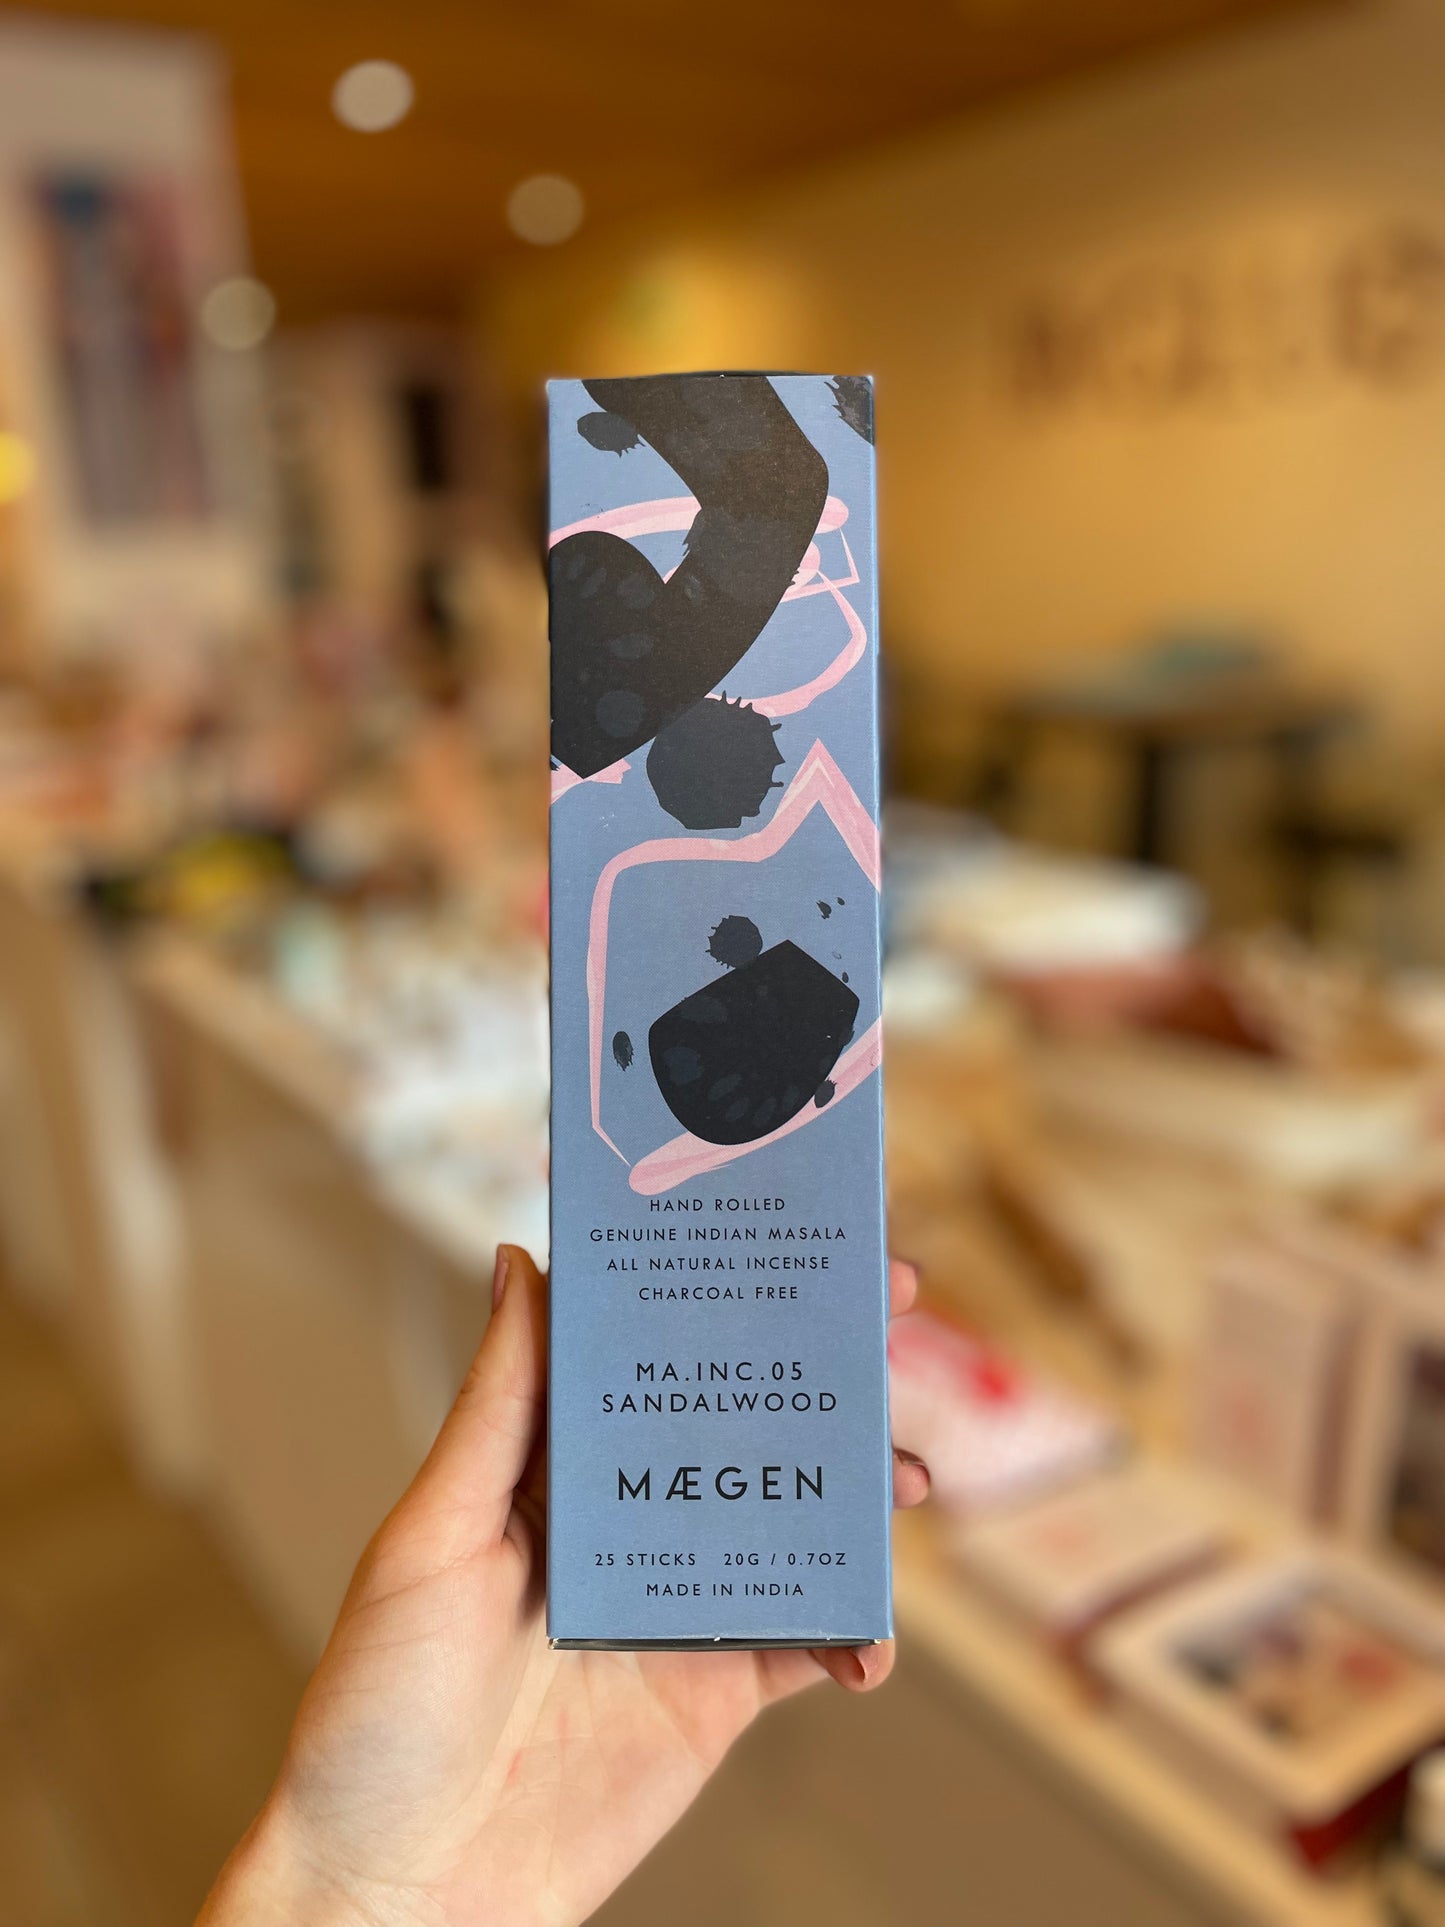 HAND ROLLED
GENUINE INDIAN MASALA
ALL NATURAL INCENSE
CHARCOAL FREE
MA.INC.05
SANDALWOOD
MÆGEN
25 STICKS 20G / 0.7OZ
MADE IN INDIA